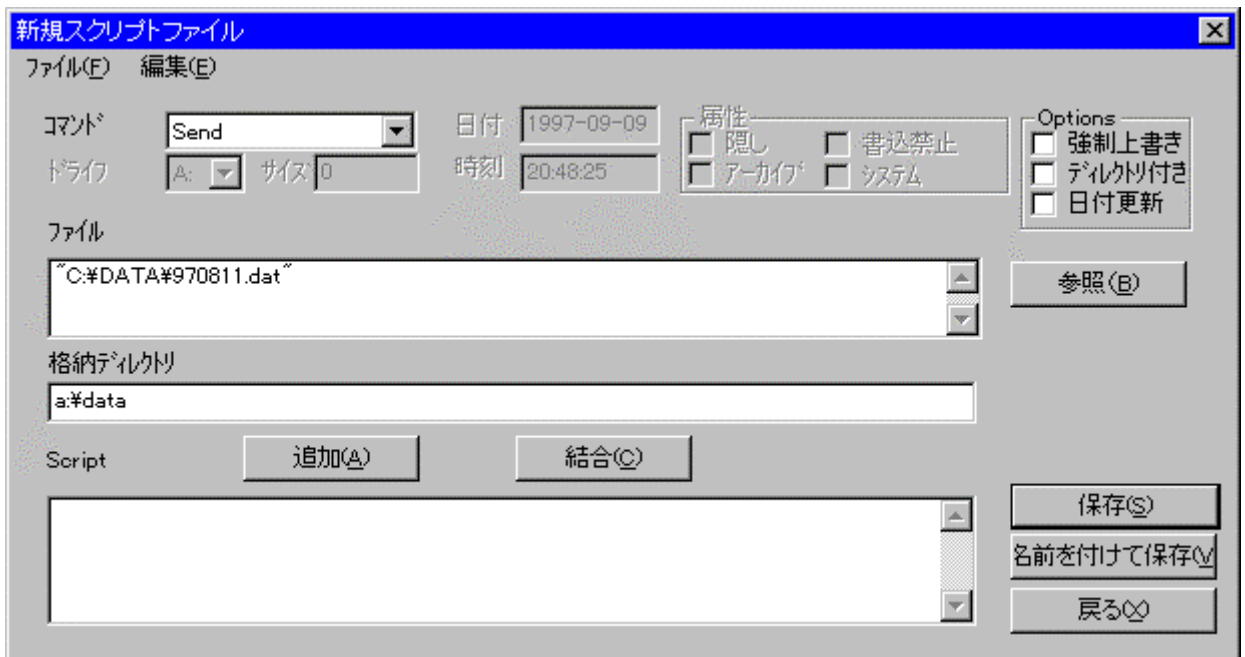 新規スクリプトファイル
ファイル(F) 編集(E)
コマンド Send 日付 1997-09-09 属性 Options
隠し 書込禁止 強制上書き
ドライブ A: サイズ 0 時刻 20:48:25 アーカイブ システム ディレクトリ付き
日付更新
ファイル
"C:¥DATA¥970811.dat" 参照(B)
格納ディレクトリ
a:¥data
Script 追加(A) 結合(C)
保存(S)
名前を付けて保存(V
戻る(X)